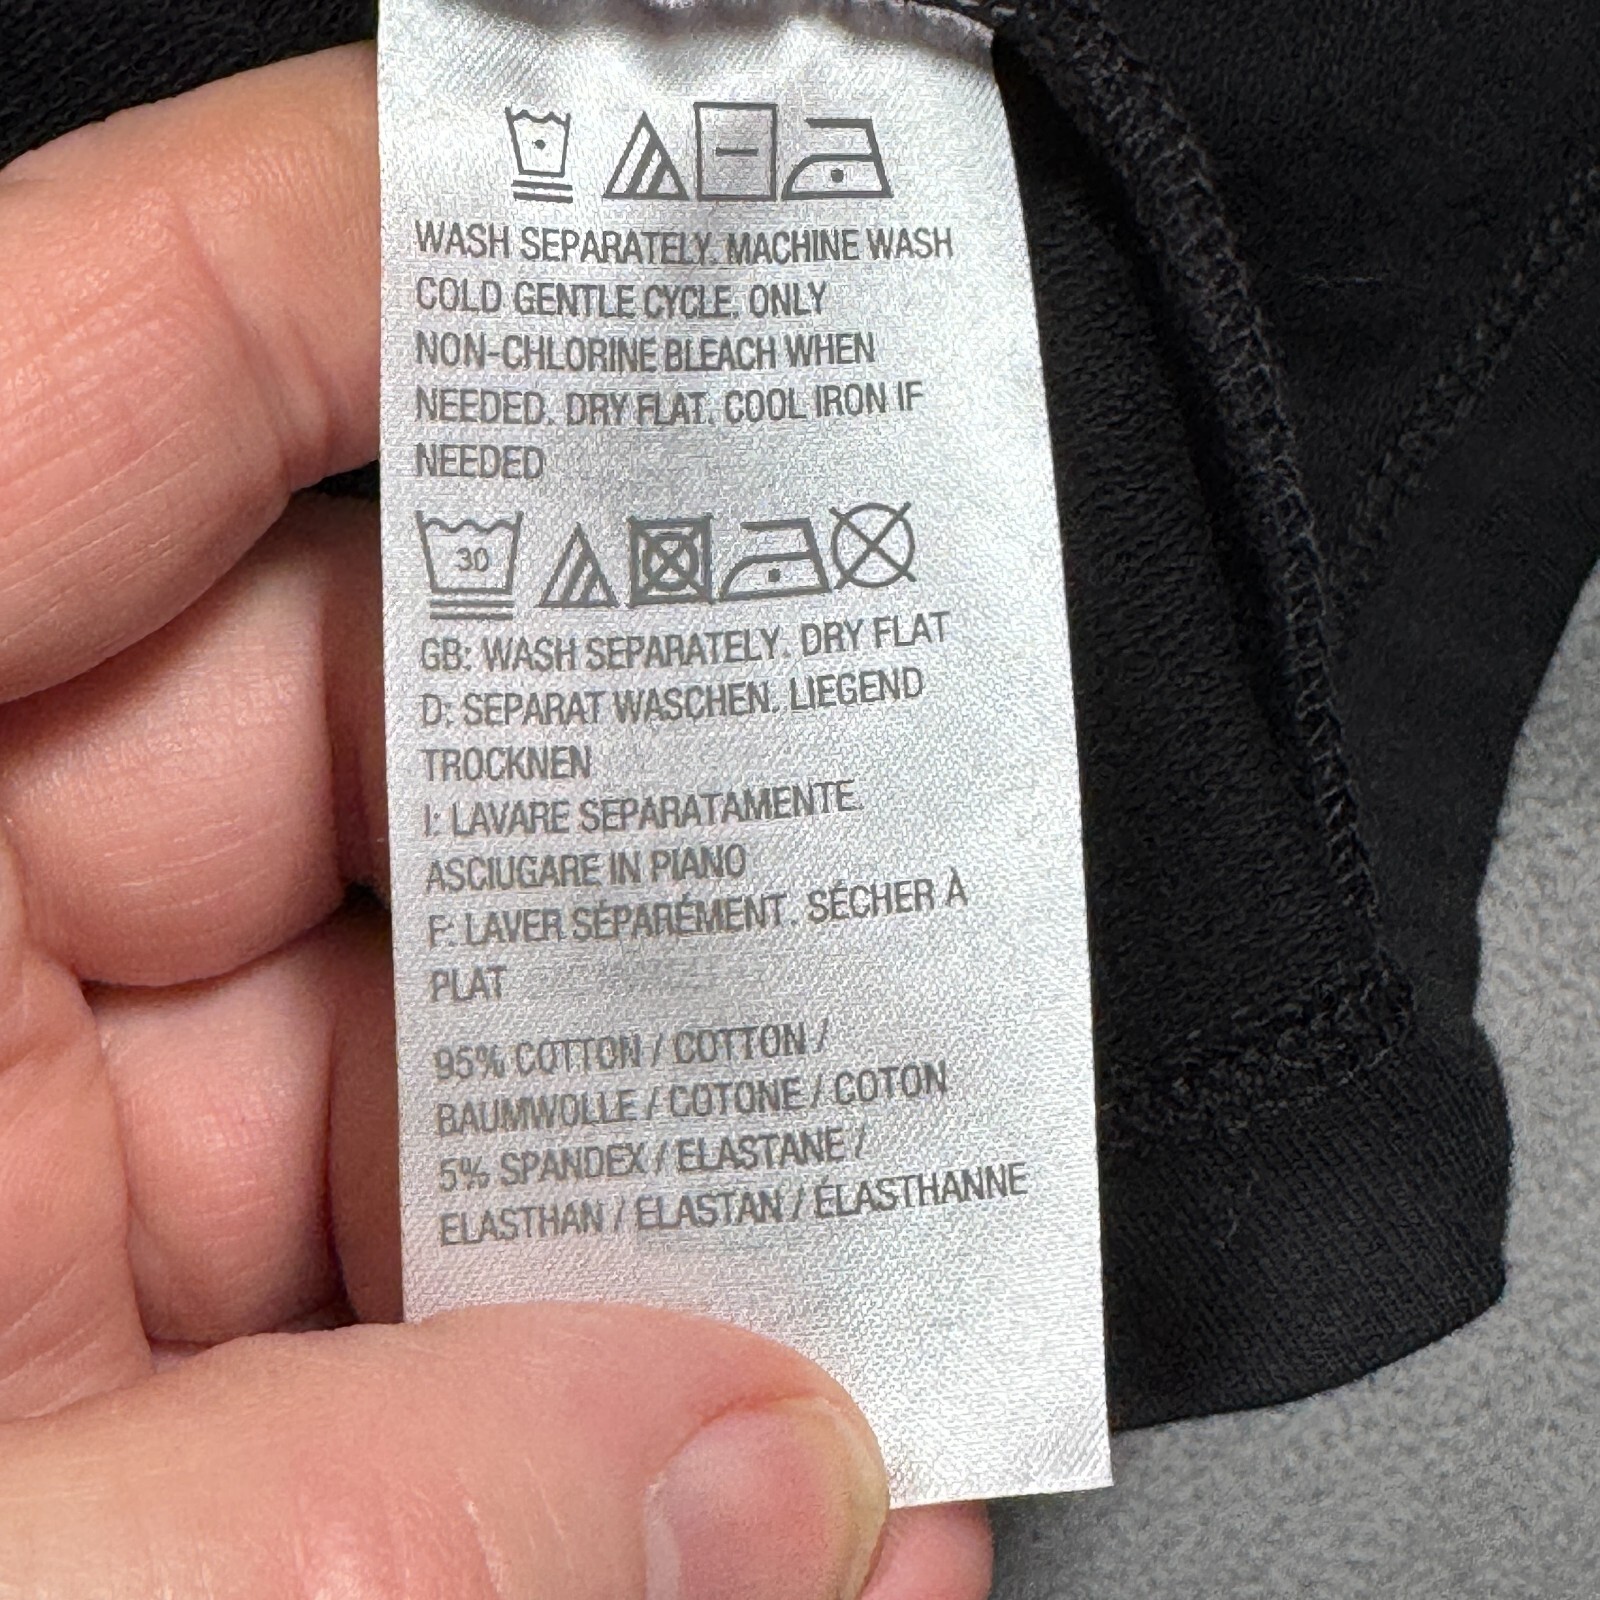 WASH SEPARATELY. MACHINE WASH
COLD GENTLE CYCLE. ONLY
NON-CHLORINE BLEACH WHEN
NEEDED. DRY FLAT. COOL IRON IF
NEEDED
30
GB: WASH SEPARATELY. DRY FLAT
D: SEPARAT WASCHEN. LIEGEND
TROCKNEN
I: LAVARE SEPARATAMENTE.
ASCIUGARE IN PIANO
F: LAVER SÉPARÉMENT. SÉCHER À
PLAT
95% COTTON / COTTON /
BAUMWOLLE / COTONE / COTON
5% SPANDEX / ELASTANE /
ELASTHAN / ELASTAN / ÉLASTHANNE